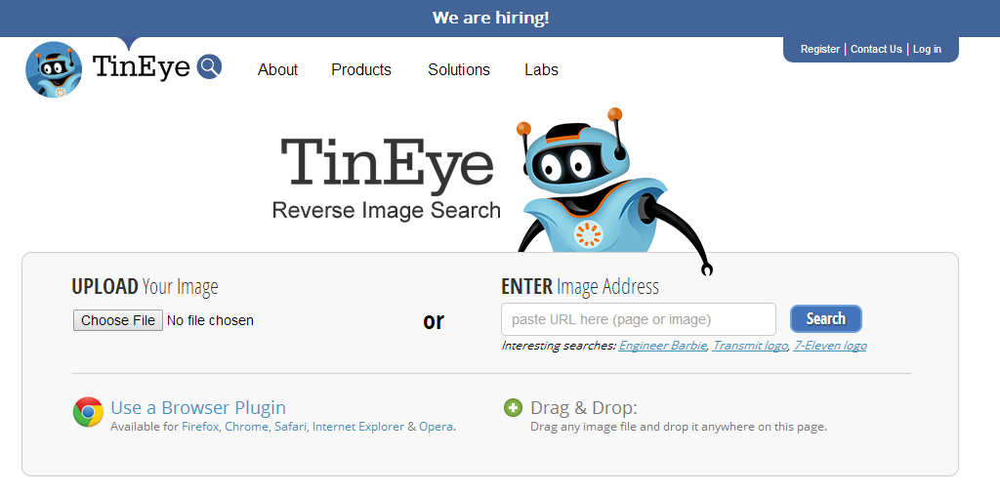 We are hiring!
Register | Contact Us | Log in
TinEye
About Products Solutions Labs
TinEye
Reverse Image Search
UPLOAD Your Image
Choose File No file chosen
or
ENTER Image Address
paste URL here (page or image) Search
Interesting searches: Engineer Barbie, Transmit logo, 7-Eleven logo
Use a Browser Plugin
Available for Firefox, Chrome, Safari, Internet Explorer & Opera.
Drag & Drop:
Drag any image file and drop it anywhere on this page.